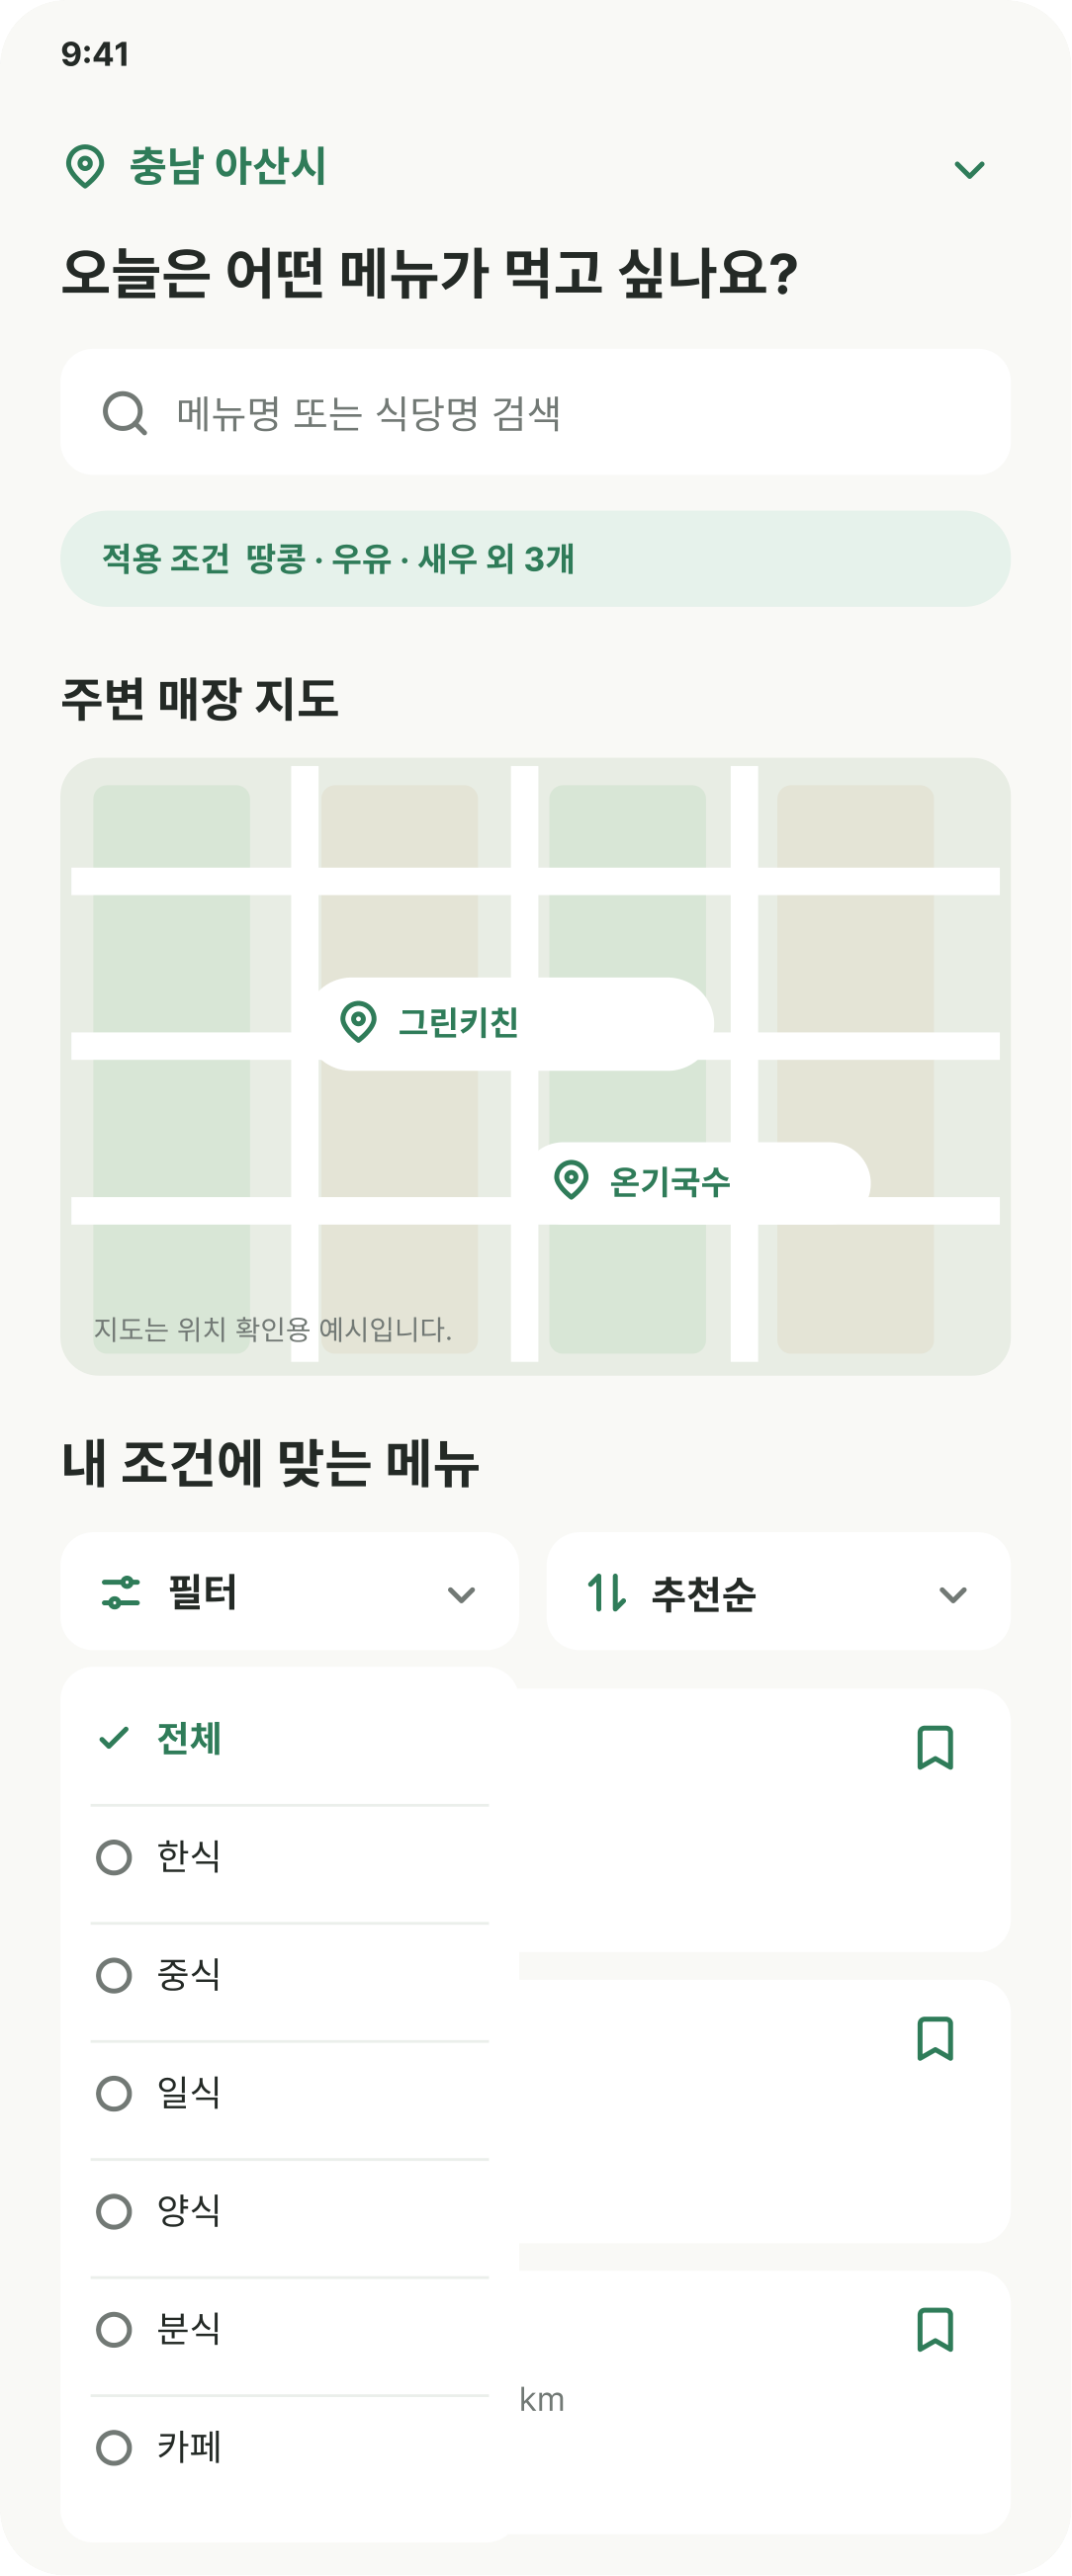 9:41
충남 아산시
오늘은 어떤 메뉴가 먹고 싶나요?
메뉴명 또는 식당명 검색
적용 조건 땅콩 · 우유 · 새우 외 3개
주변 매장 지도
그린키친
온기국수
지도는 위치 확인용 예시입니다.
내 조건에 맞는 메뉴
필터
추천순
전체
한식
중식
일식
양식
분식
km
카페